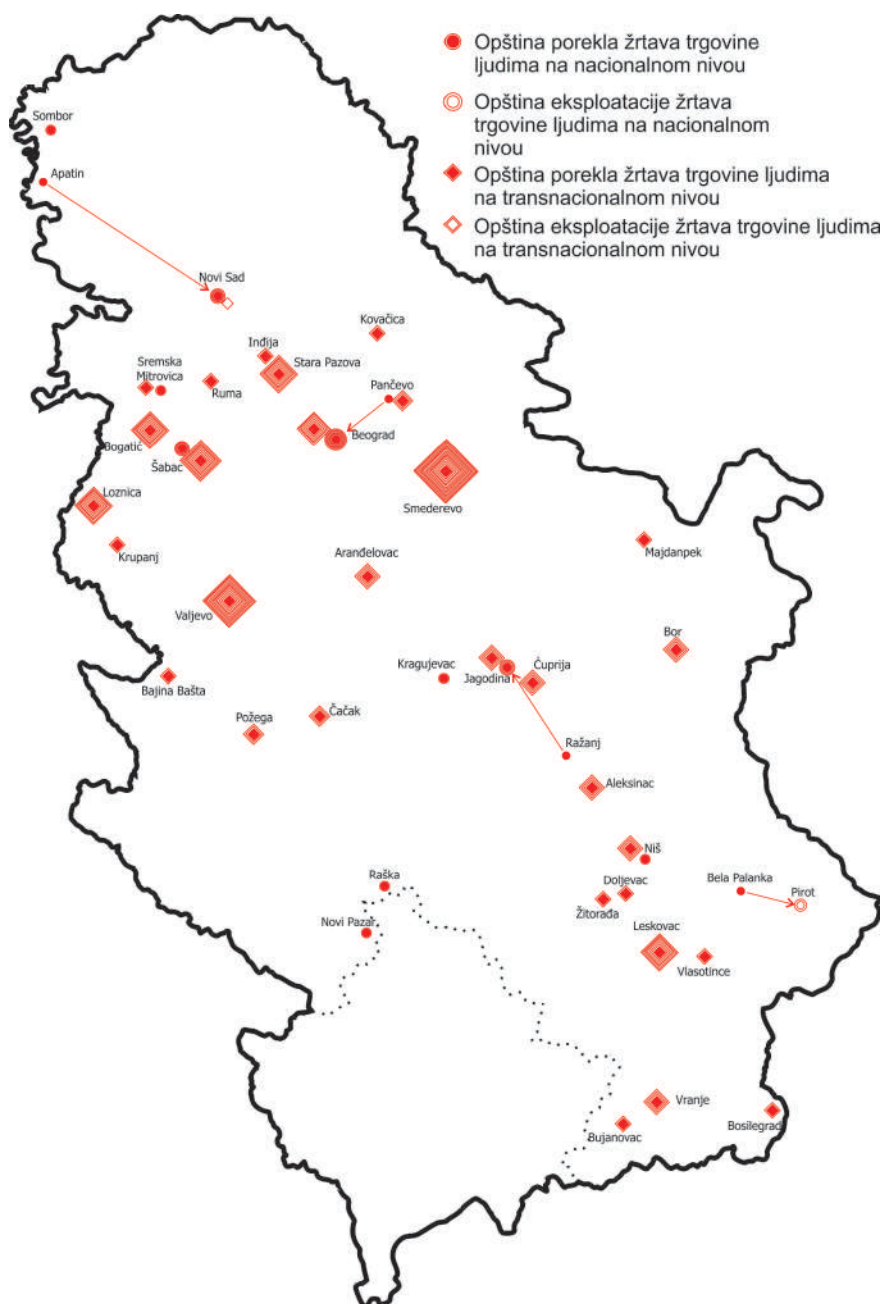 Opština porekla žrtava trgovine
ljudima na nacionalnom nivou
Opština eksploatacije žrtava
trgovine ljudima na nacionalnom
nivou
Opština porekla žrtava trgovine ljudima
na transnacionalnom nivou
Opština eksploatacije žrtava trgovine ljudima
na transnacionalnom nivou
Sombor
Apatin
Novi Sad
Kovačica
Inđija
Stara Pazova
Sremska
Mitrovica
Ruma
Pančevo
Beograd
Bogatić
Šabac
Smederevo
Loznica
Krupanj
Majdanpek
Aranđelovac
Valjevo
Bor
Kragujevac
Jagodina
Ćuprija
Bajina Bašta
Požega
Čačak
Ražanj
Aleksinac
Niš
Raška
Doljevac
Bela Palanka
Pirot
Žitorađa
Novi Pazar
Leskovac
Vlasotince
Vranje
Bujanovac
Bosilegrad